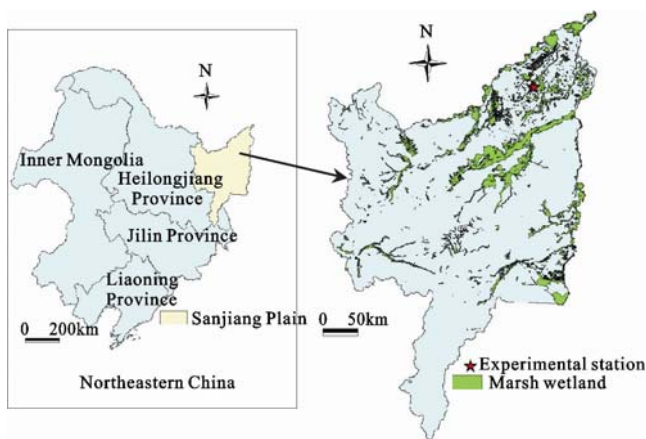 N
Inner Mongolia
Heilongjiang
Province
Jilin Province
Liaoning
Province
0 200km
Sanjiang Plain
Northeastern China
N
0 50km
Experimental station
Marsh wetland